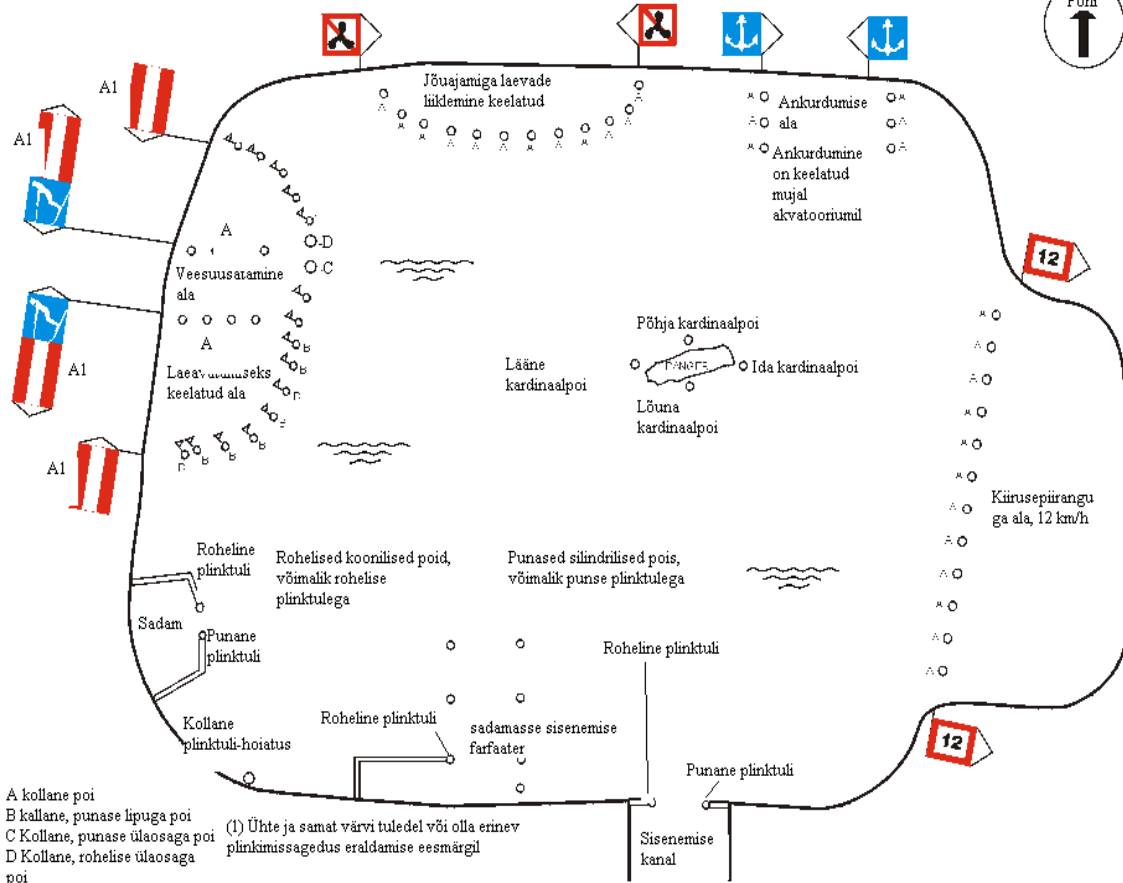 Põhi
Jõuajamiga laevade
liiklemine keelatud
Ankurdumise
ala
Ankurdumine
on keelatud
mujal
akvatooriumil
A1
A1
A1
A1
12
12
A
A
D
C
B
B
B
B
Veesuusatamine
ala
keelatud ala
Põhja kardinaalpoi
Lääne
kardinaalpoi
DANGER
Ida kardinaalpoi
Lõuna
kardinaalpoi
Kiirusepiirangu
ga ala, 12 km/h
Roheline
plinktuli
Rohelised koonilised poid,
võimalik rohelise
plinktulega
Punased silindrilised pois,
võimalik punse plinktulega
Sadam
Punane
plinktuli
Roheline plinktuli
Kollane
plinktuli-hoiatus
Roheline plinktuli
sadamasse sisenemise
farfaater
Punane plinktuli
Sisenemise
kanal
A kollane poi
B kallane, punase lipuga poi
C Kollane, punase ülaosaga poi
D Kollane, rohelise ülaosaga
poi
(1) Ühte ja samat värvi tuledel või olla erinev
plinkimissagedus eraldamise eesmärgil